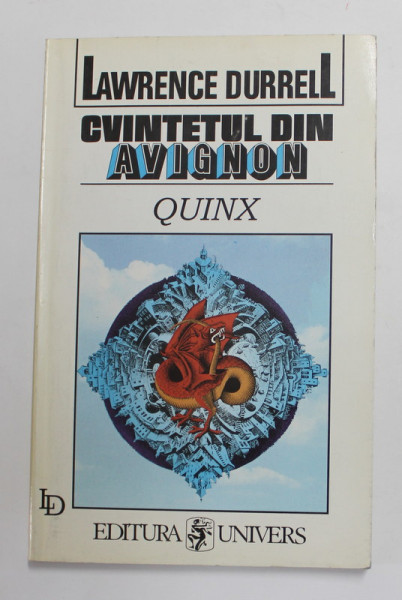 LAWRENCE DURRELL
CVINTETUL DIN
AVIGNON
QUINX
LD
EDITURA UNIVERS